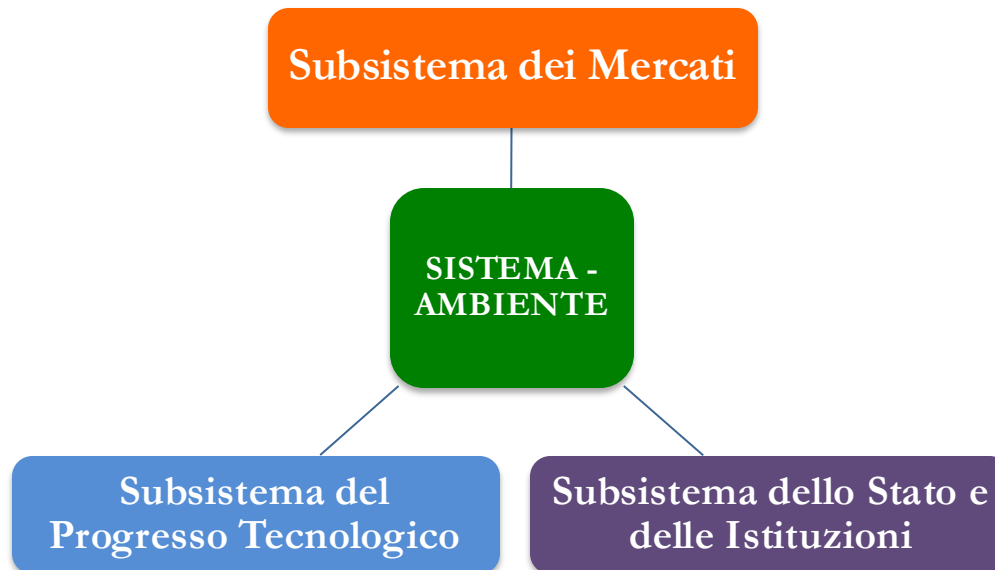 Subsistema dei Mercati
SISTEMA -
AMBIENTE
Subsistema del
Progresso Tecnologico
Subsistema dello Stato e
delle Istituzioni